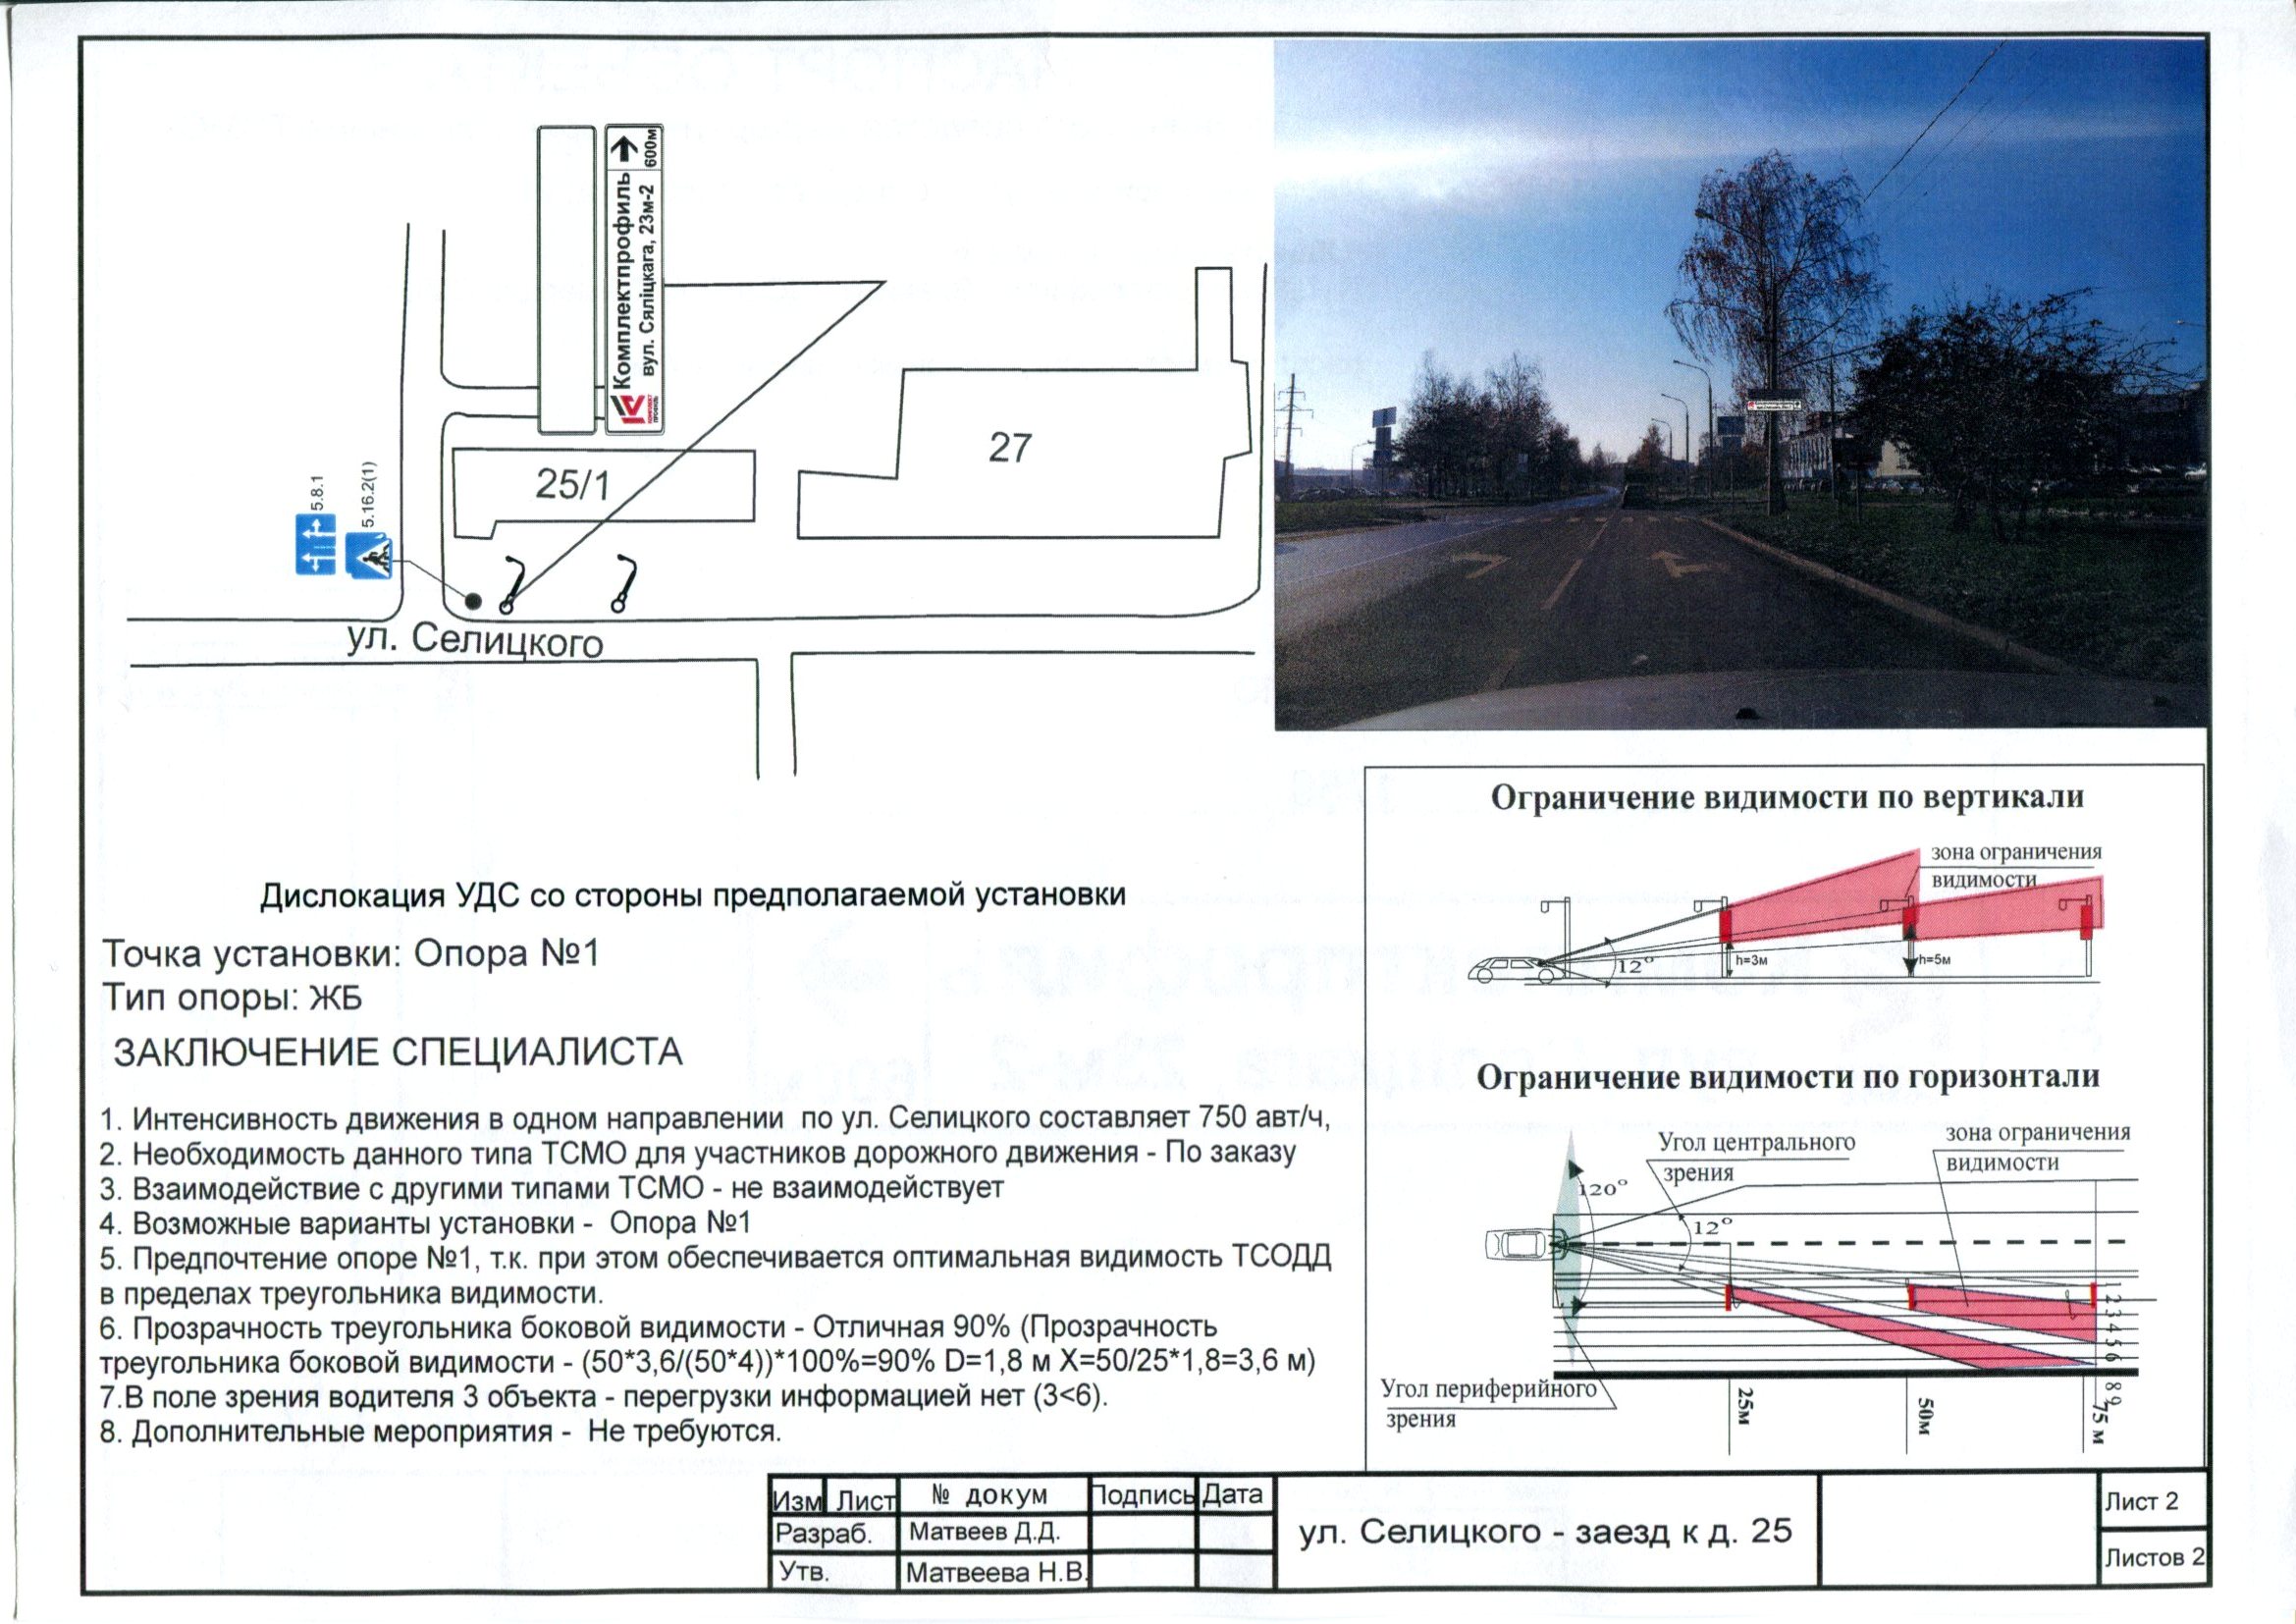 Комплектпрофиль
вул. Сяліцкага, 23м-2
600м
КОМПЛЕКТ
ПРОФИЛЬ
5.8.1
5.16.2(1)
25/1
27
ул. Селицкого
Дислокация УДС со стороны предполагаемой установки
Точка установки: Опора №1
Тип опоры: ЖБ
ЗАКЛЮЧЕНИЕ СПЕЦИАЛИСТА
1. Интенсивность движения в одном направлении по ул. Селицкого составляет 750 авт/ч,
2. Необходимость данного типа ТСМО для участников дорожного движения - По заказу
3. Взаимодействие с другими типами ТСМО - не взаимодействует
4. Возможные варианты установки - Опора №1
5. Предпочтение опоре №1, т.к. при этом обеспечивается оптимальная видимость ТСОДД
в пределах треугольника видимости.
6. Прозрачность треугольника боковой видимости - Отличная 90% (Прозрачность
треугольника боковой видимости - (50*3,6/(50*4))*100%=90% D=1,8 м X=50/25*1,8=3,6 м)
7.В поле зрения водителя 3 объекта - перегрузки информацией нет (3<6).
8. Дополнительные мероприятия - Не требуются.
Ограничение видимости по вертикали
зона ограничения
видимости
12°
h=3м
h=5м
Ограничение видимости по горизонтали
Угол центрального
зрения
зона ограничения
видимости
120°
12°
1 2 3 4 5 6 8 9
Угол периферийного
зрения
25м
50м
75 м
Изм Лист № докум Подпись Дата
Разраб. Матвеев Д.Д.
Утв. Матвеева Н.В.
ул. Селицкого - заезд к д. 25
Лист 2
Листов 2